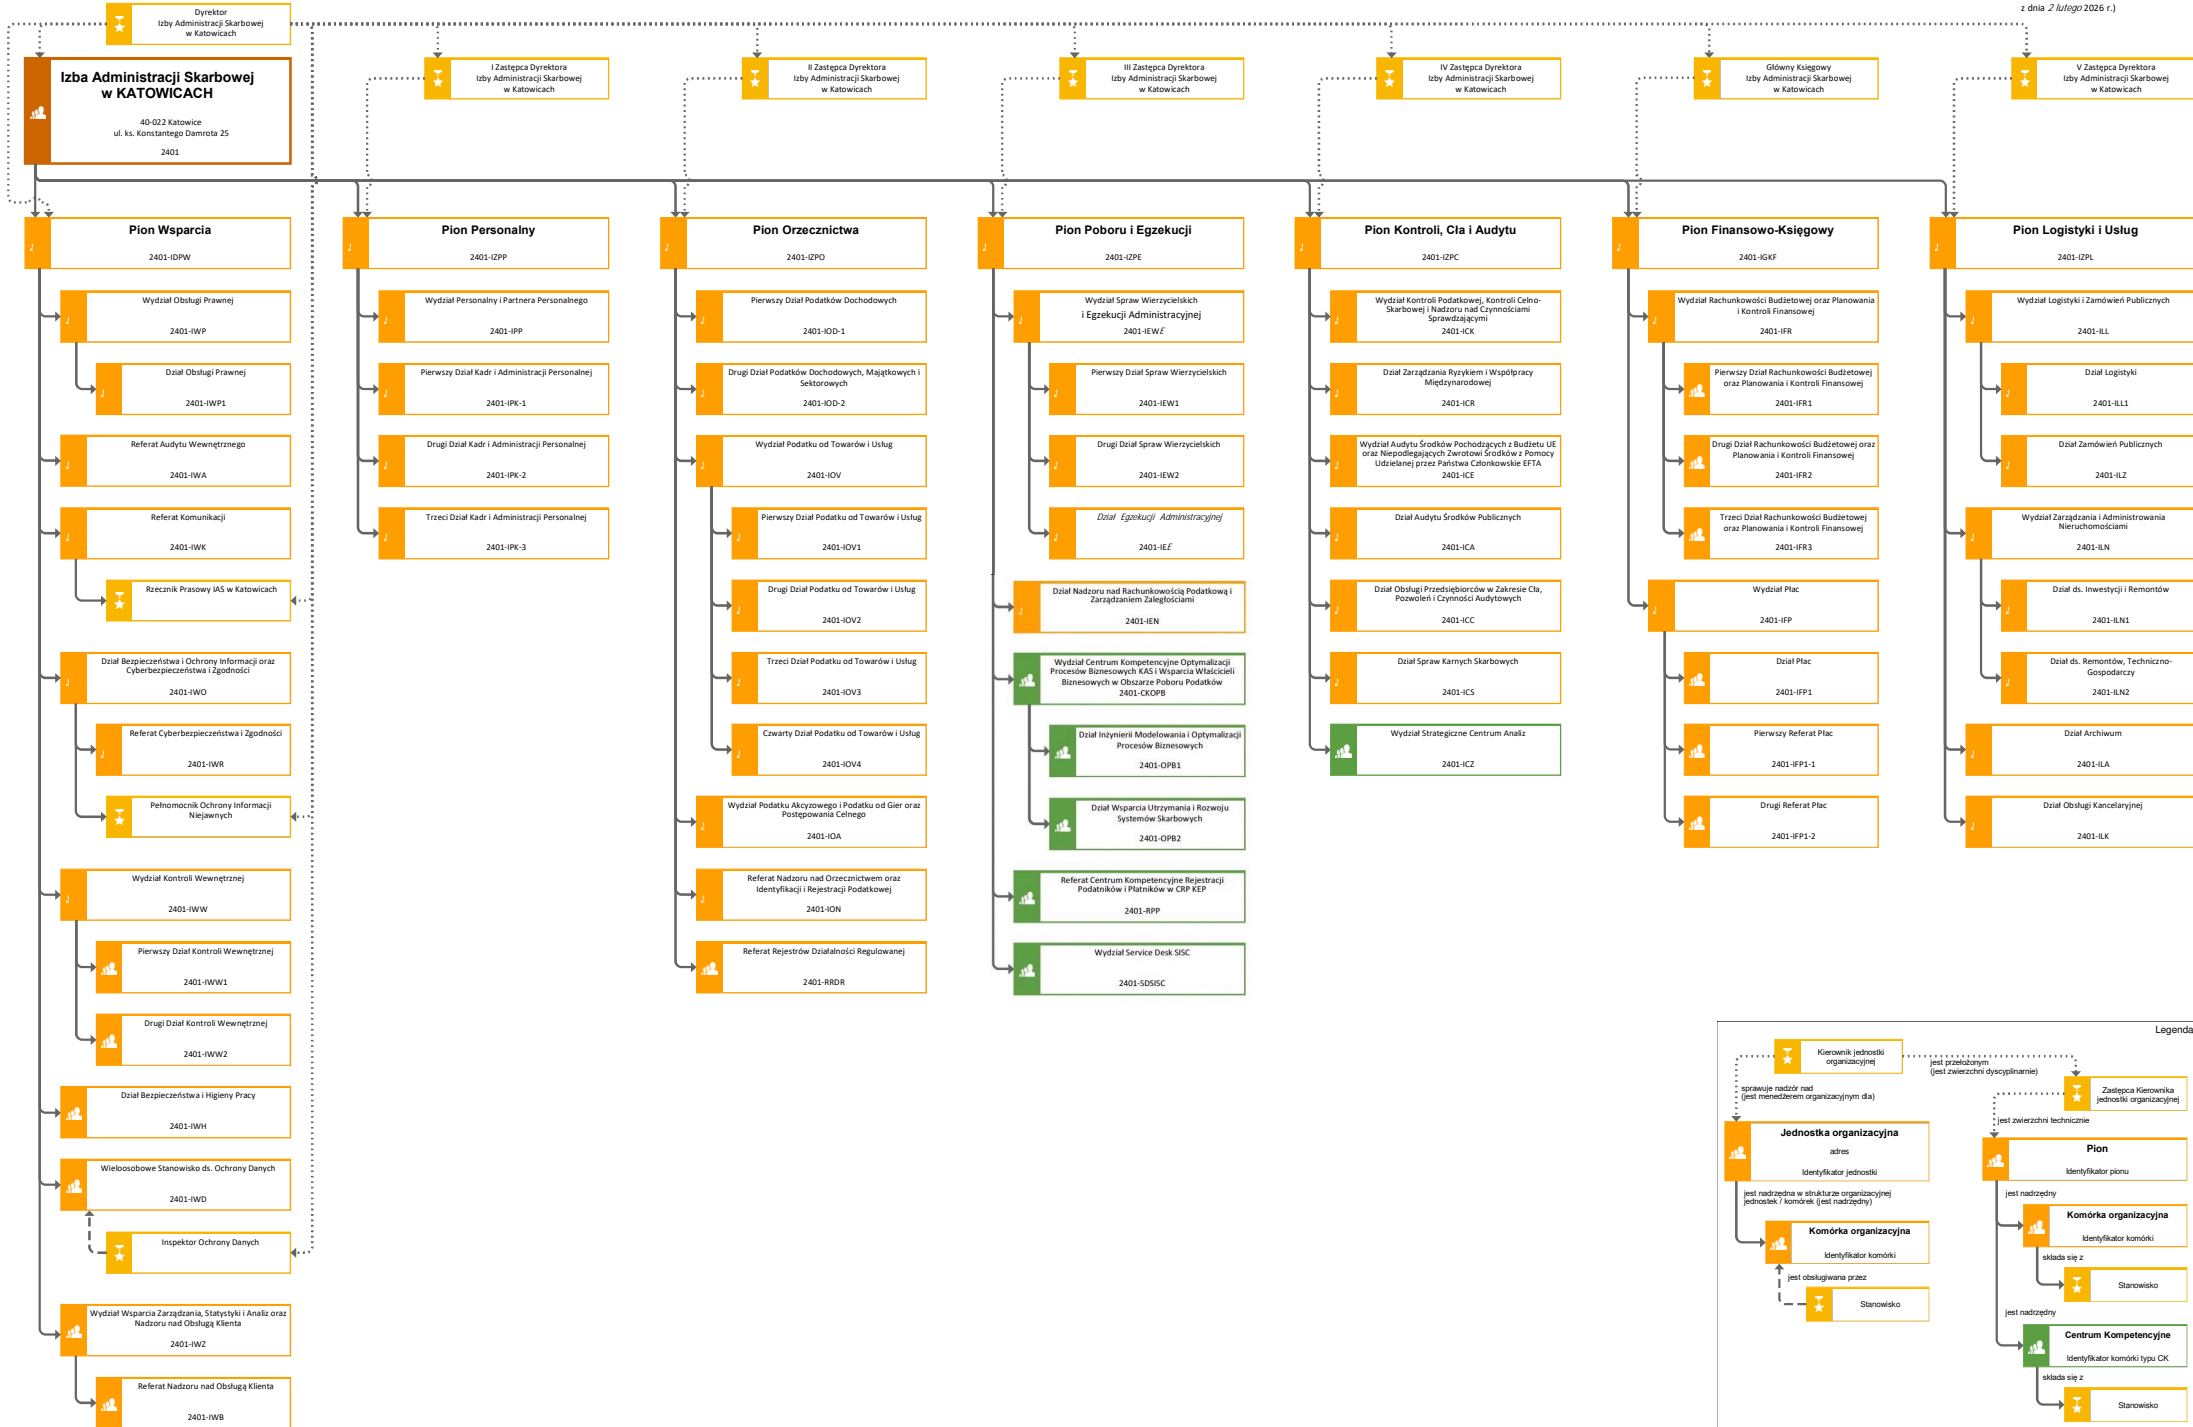 z dnia 2 lutego 2026 r.)
Dyrektor
Izby Administracji Skarbowej
w Katowicach
I Zastępca Dyrektora
Izby Administracji Skarbowej
w Katowicach
II Zastępca Dyrektora
Izby Administracji Skarbowej
w Katowicach
III Zastępca Dyrektora
Izby Administracji Skarbowej
w Katowicach
IV Zastępca Dyrektora
Izby Administracji Skarbowej
w Katowicach
Główny Księgowy
Izby Administracji Skarbowej
w Katowicach
V Zastępca Dyrektora
Izby Administracji Skarbowej
w Katowicach
Izba Administracji Skarbowej
w KATOWICACH
40-022 Katowice
ul. ks. Konstantego Damrota 25
2401
Pion Wsparcia
2401-IDPW
Wydział Obsługi Prawnej
2401-IWP
Dział Obsługi Prawnej
2401-IWP1
Referat Audytu Wewnętrznego
2401-IWA
Referat Komunikacji
2401-IWK
Rzecznik Prasowy IAS w Katowicach
Dział Bezpieczeństwa i Ochrony Informacji oraz
Cyberbezpieczeństwa i Zgodności
2401-IWO
Referat Cyberbezpieczeństwa i Zgodności
2401-IWR
Pełnomocnik Ochrony Informacji
Niejawnych
Wydział Kontroli Wewnętrznej
2401-IWW
Pierwszy Dział Kontroli Wewnętrznej
2401-IWW1
Drugi Dział Kontroli Wewnętrznej
2401-IWW2
Dział Bezpieczeństwa i Higieny Pracy
2401-IWH
Wieloosobowe Stanowisko ds. Ochrony Danych
2401-IWD
Inspektor Ochrony Danych
Wydział Wsparcia Zarządzania, Statystyki i Analiz oraz
Nadzoru nad Obsługą Klienta
2401-IWZ
Referat Nadzoru nad Obsługą Klienta
2401-IWB
Pion Personalny
2401-IZPP
Wydział Personalny i Partnera Personalnego
2401-IPP
Pierwszy Dział Kadr i Administracji Personalnej
2401-IPK-1
Drugi Dział Kadr i Administracji Personalnej
2401-IPK-2
Trzeci Dział Kadr i Administracji Personalnej
2401-IPK-3
Pion Orzecznictwa
2401-IZPO
Pierwszy Dział Podatków Dochodowych
2401-IOD-1
Drugi Dział Podatków Dochodowych, Majątkowych i
Sektorowych
2401-IOD-2
Wydział Podatku od Towarów i Usług
2401-IOV
Pierwszy Dział Podatku od Towarów i Usług
2401-IOV1
Drugi Dział Podatku od Towarów i Usług
2401-IOV2
Trzeci Dział Podatku od Towarów i Usług
2401-IOV3
Czwarty Dział Podatku od Towarów i Usług
2401-IOV4
Wydział Podatku Akcyzowego i Podatku od Gier oraz
Postępowania Celnego
2401-IOA
Referat Nadzoru nad Orzecznictwem oraz
Identyfikacji i Rejestracji Podatkowej
2401-ION
Referat Rejestrów Działalności Regulowanej
2401-RRDR
Pion Poboru i Egzekucji
2401-IZPE
Wydział Spraw Wierzycielskich
i Egzekucji Administracyjnej
2401-IEWE
Pierwszy Dział Spraw Wierzycielskich
2401-IEW1
Drugi Dział Spraw Wierzycielskich
2401-IEW2
Dział Egzekucji Administracyjnej
2401-IEE
Dział Nadzoru nad Rachunkowością Podatkową i
Zarządzaniem Zaległościami
2401-IEN
Wydział Centrum Kompetencyjne Optymalizacji
Procesów Biznesowych KAS i Wsparcia Właścicieli
Biznesowych w Obszarze Poboru Podatków
2401-CKOPB
Dział Inżynierii Modelowania i Optymalizacji
Procesów Biznesowych
2401-OPB1
Dział Wsparcia Utrzymania i Rozwoju
Systemów Skarbowych
2401-OPB2
Referat Centrum Kompetencyjne Rejestracji
Podatników i Płatników w CRP KEP
2401-RPP
Wydział Service Desk SISC
2401-SDSISC
Pion Kontroli, Cła i Audytu
2401-IZPC
Wydział Kontroli Podatkowej, Kontroli Celno-
Skarbowej i Nadzoru nad Czynnościami
Sprawdzającymi
2401-ICK
Dział Zarządzania Ryzykiem i Współpracy
Międzynarodowej
2401-ICR
Wydział Audytu Środków Pochodzących z Budżetu UE
oraz Niepodlegających Zwrotowi Środków z Pomocy
Udzielanej przez Państwa Członkowskie EFTA
2401-ICE
Dział Audytu Środków Publicznych
2401-ICA
Dział Obsługi Przedsiębiorców w Zakresie Cła,
Pozwoleń i Czynności Audytowych
2401-ICC
Dział Spraw Karnych Skarbowych
2401-ICS
Wydział Strategiczne Centrum Analiz
2401-ICZ
Pion Finansowo-Księgowy
2401-IGKF
Wydział Rachunkowości Budżetowej oraz Planowania
i Kontroli Finansowej
2401-IFR
Pierwszy Dział Rachunkowości Budżetowej
oraz Planowania i Kontroli Finansowej
2401-IFR1
Drugi Dział Rachunkowości Budżetowej oraz
Planowania i Kontroli Finansowej
2401-IFR2
Trzeci Dział Rachunkowości Budżetowej
oraz Planowania i Kontroli Finansowej
2401-IFR3
Wydział Płac
2401-IFP
Dział Płac
2401-IFP1
Pierwszy Referat Płac
2401-IFP1-1
Drugi Referat Płac
2401-IFP1-2
Pion Logistyki i Usług
2401-IZPL
Wydział Logistyki i Zamówień Publicznych
2401-ILL
Dział Logistyki
2401-ILL1
Dział Zamówień Publicznych
2401-ILZ
Wydział Zarządzania i Administrowania
Nieruchomościami
2401-ILN
Dział ds. Inwestycji i Remontów
2401-ILN1
Dział ds. Remontów, Techniczno-
Gospodarczy
2401-ILN2
Dział Archiwum
2401-ILA
Dział Obsługi Kancelaryjnej
2401-ILK
Legenda
Kierownik jednostki
organizacyjnej
jest przełożonym
(jest zwierzchni dyscyplinarnie)
sprawuje nadzór nad
(jest menedżerem organizacyjnym dla)
Zastępca Kierownika
jednostki organizacyjnej
jest zwierzchni technicznie
Jednostka organizacyjna
adres
Identyfikator jednostki
jest nadrzędna w strukturze organizacyjnej
jednostek / komórek (jest nadrzędny)
Komórka organizacyjna
Identyfikator komórki
jest obsługiwana przez
Stanowisko
Pion
Identyfikator pionu
jest nadrzędny
Komórka organizacyjna
Identyfikator komórki
składa się z
Stanowisko
jest nadrzędny
Centrum Kompetencyjne
Identyfikator komórki typu CK
składa się z
Stanowisko